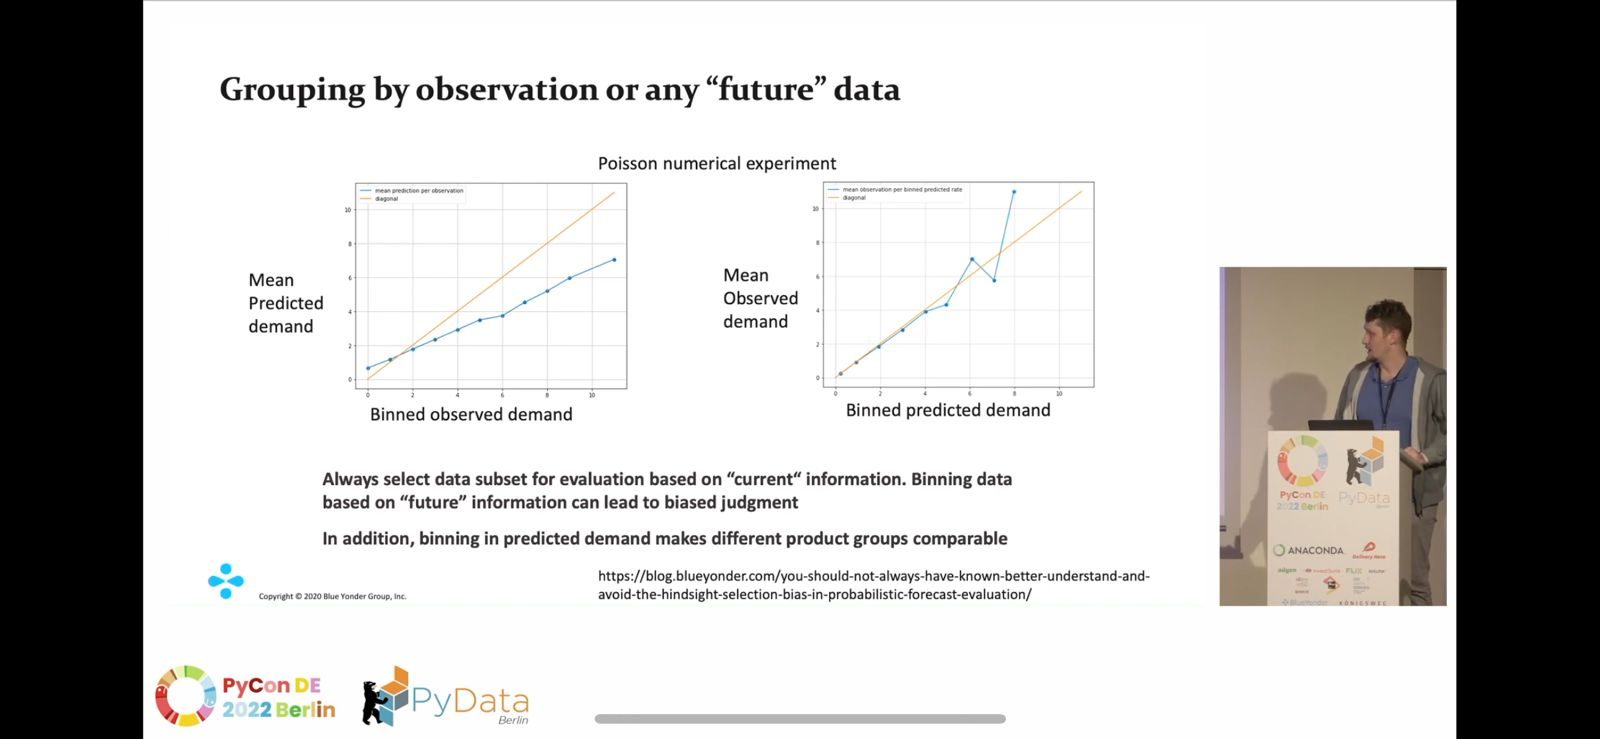 Grouping by observation or any “future” data
Poisson numerical experiment
mean prediction per observation
diagonal
10
8
6
4
2
0
0 2 4 6 8 10
Mean
Predicted
demand
Binned observed demand
mean observation per binned predicted rate
diagonal
10
8
6
4
2
0
0 2 4 6 8 10
Mean
Observed
demand
Binned predicted demand
Always select data subset for evaluation based on “current“ information. Binning data
based on “future” information can lead to biased judgment
In addition, binning in predicted demand makes different product groups comparable
https://blog.blueyonder.com/you-should-not-always-have-known-better-understand-and-
avoid-the-hindsight-selection-bias-in-probabilistic-forecast-evaluation/
Copyright © 2020 Blue Yonder Group, Inc.
PyCon DE
2022 Berlin
PyData
Berlin
ANACONDA
Delivery Hero
FLIX
BlueYonder
KÖNIGSWEG
PyCon DE
2022 Berlin
PyData
Berlin